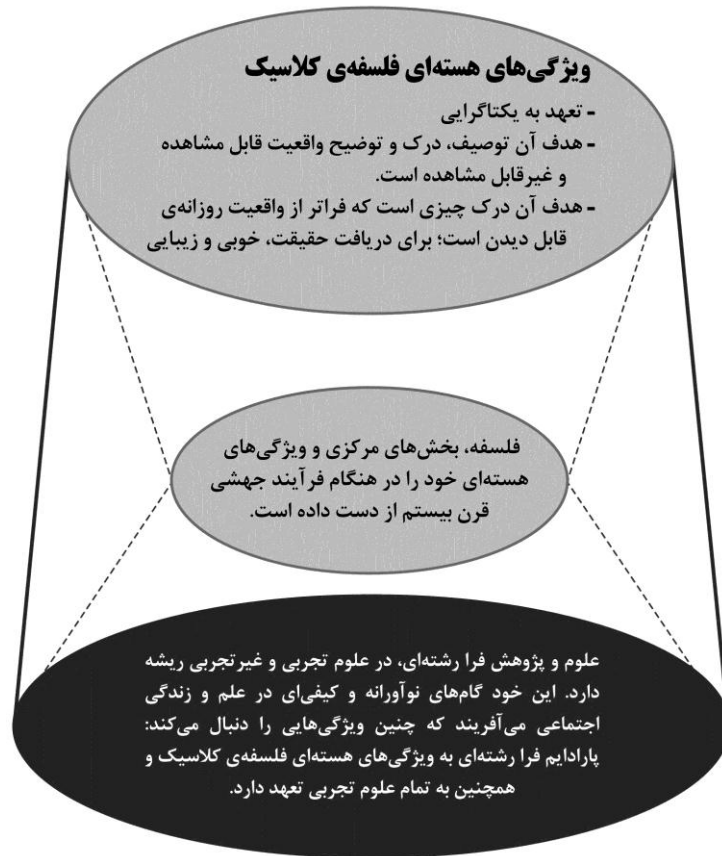 ویژگی‌های هسته‌ای فلسفه‌ی کلاسیک
- تعهد به یکتاگرایی
- هدف آن توصیف، درک و توضیح واقعیت قابل مشاهده
و غیرقابل مشاهده است.
- هدف آن درک چیزی است که فراتر از واقعیت روزانه‌ی
قابل دیدن است؛ برای دریافت حقیقت، خوبی و زیبایی
فلسفه، بخش‌های مرکزی و ویژگی‌های
هسته‌ای خود را در هنگام فرآیند جهشی
قرن بیستم از دست داده است.
علوم و پژوهش فرا رشته‌ای، در علوم تجربی و غیرتجربی ریشه
دارد. این خود گام‌های نوآورانه و کیفی‌ای در علم و زندگی
اجتماعی می‌آفریند که چنین ویژگی‌هایی را دنبال می‌کند:
پارادایم فرا رشته‌ای به ویژگی‌های هسته‌ای فلسفه‌ی کلاسیک و
همچنین به تمام علوم تجربی تعهد دارد.